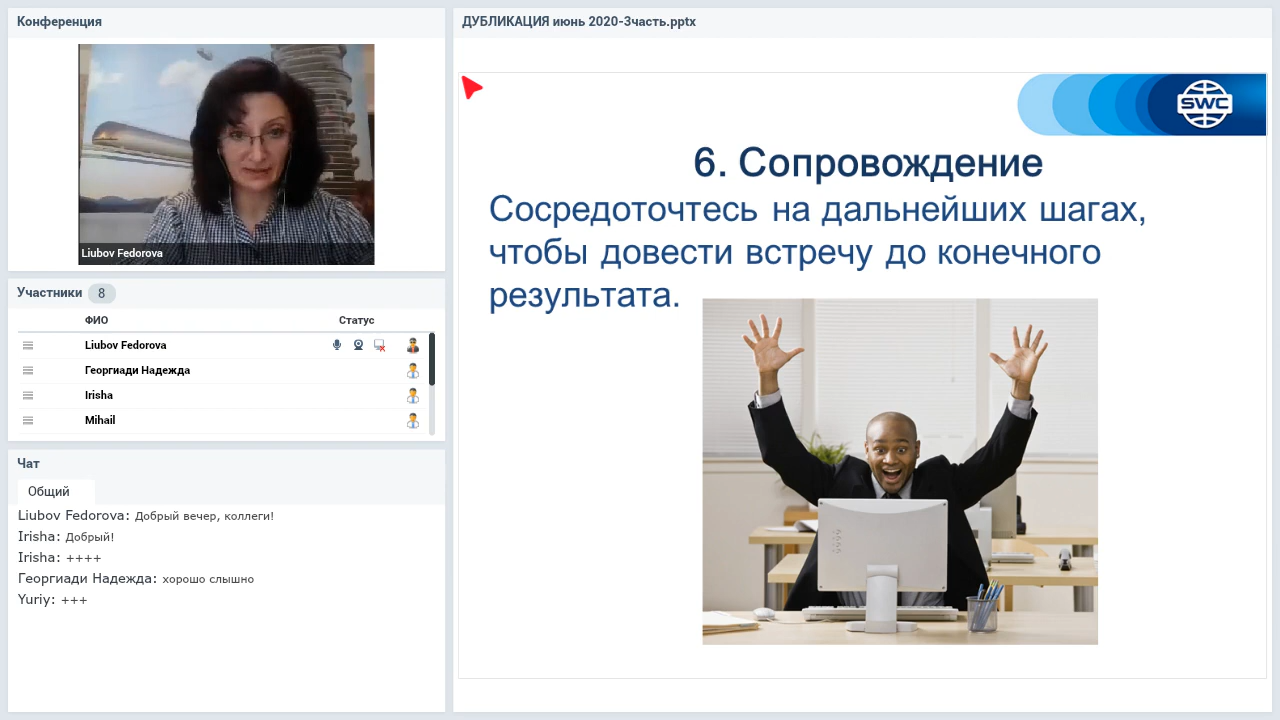 Конференция
Liubov Fedorova
Участники 8
ФИО Статус
Liubov Fedorova
Георгиади Надежда
Irisha
Mihail
Чат
Общий
Liubov Fedorova: Добрый вечер, коллеги!
Irisha: Добрый!
Irisha: ++++
Георгиади Надежда: хорошо слышно
Yuriy: +++
ДУБЛИКАЦИЯ июнь 2020-3часть.pptx
SWC
6. Сопровождение
Сосредоточтесь на дальнейших шагах,
чтобы довести встречу до конечного
результата.